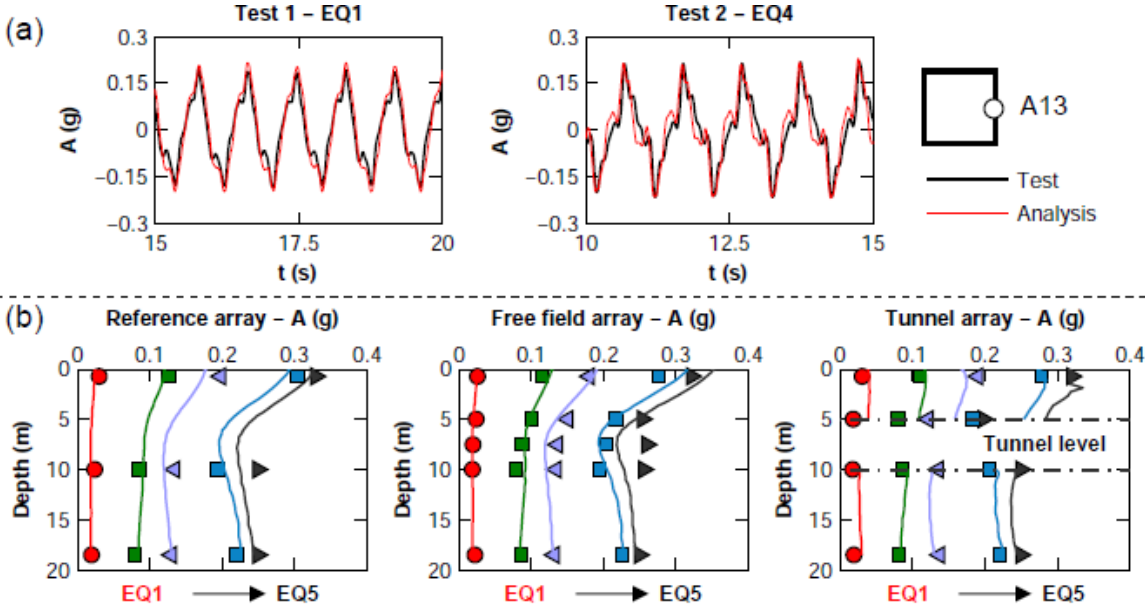 (a)
Test 1 – EQ1
Test 2 – EQ4
A (g)
0.3
0.15
0
−0.15
−0.3
15
17.5
20
t (s)
A (g)
0.3
0.15
0
−0.15
−0.3
10
12.5
15
t (s)
A13
Test
Analysis
(b)
Reference array – A (g)
0 0.1 0.2 0.3 0.4
Depth (m)
0
5
10
15
20
EQ1 EQ5
Free field array – A (g)
0 0.1 0.2 0.3 0.4
Depth (m)
0
5
10
15
20
EQ1 EQ5
Tunnel array – A (g)
0 0.1 0.2 0.3 0.4
Depth (m)
0
5
10
15
20
Tunnel level
EQ1 EQ5